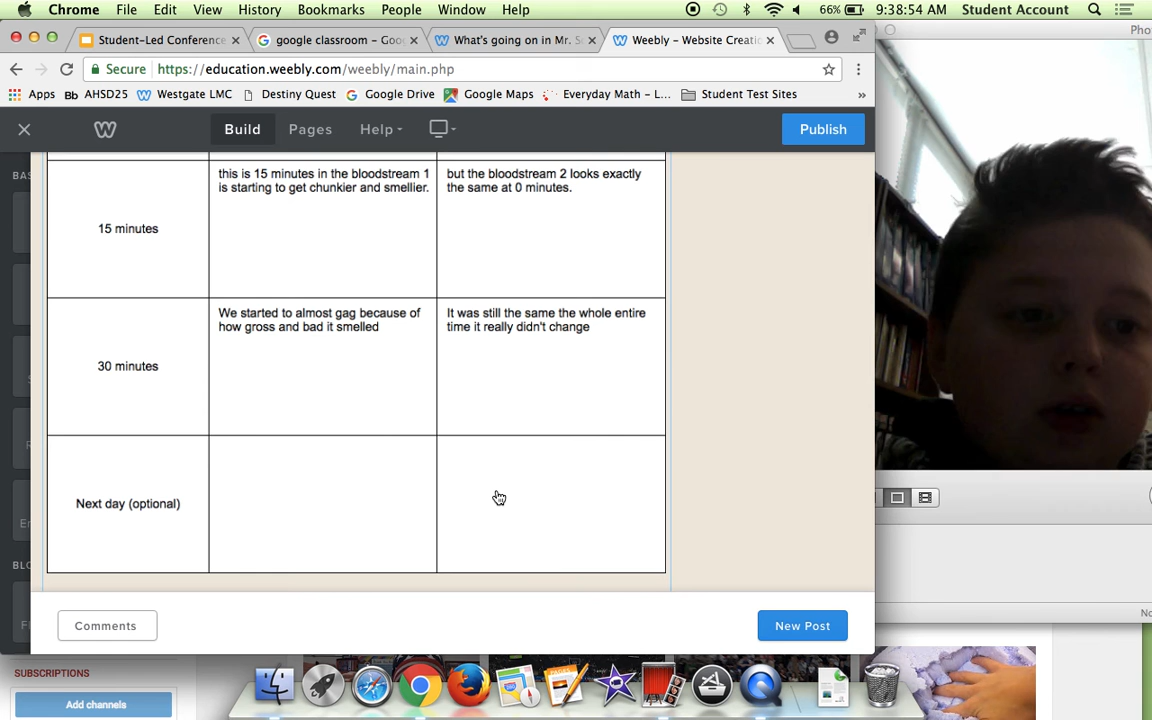 Chrome File Edit View History Bookmarks People Window Help 66% 9:38:54 AM Student Account
Pho
Student-Led Conference google classroom - Goo What's going on in Mr. S Weebly - Website Creatio
Secure https://education.weebly.com/weebly/main.php
Apps Bb AHSD25 Westgate LMC Destiny Quest Google Drive Google Maps Everyday Math – L... Student Test Sites »
Build Pages Help Publish
BAS
this is 15 minutes in the bloodstream 1
is starting to get chunkier and smellier.
but the bloodstream 2 looks exactly
the same at 0 minutes.
15 minutes
We started to almost gag because of
how gross and bad it smelled
It was still the same the whole entire
time it really didn't change
30 minutes
Next day (optional)
BLO
Comments
New Post
No
SUBSCRIPTIONS
Add channels